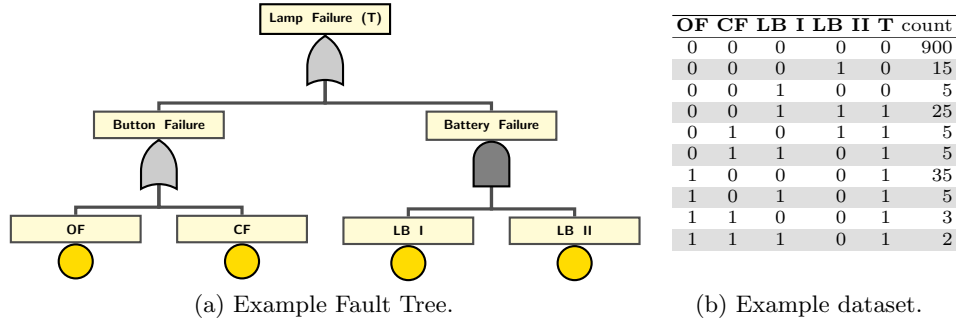 Lamp Failure (T)
Button Failure
Battery Failure
OF
CF
LB I
LB II
(a) Example Fault Tree.
OF CF LB I LB II T count
0 0 0 0 0 900
0 0 0 1 0 15
0 0 1 0 0 5
0 0 1 1 1 25
0 1 0 1 1 5
0 1 1 0 1 5
1 0 0 0 1 35
1 0 1 0 1 5
1 1 0 0 1 3
1 1 1 0 1 2
(b) Example dataset.